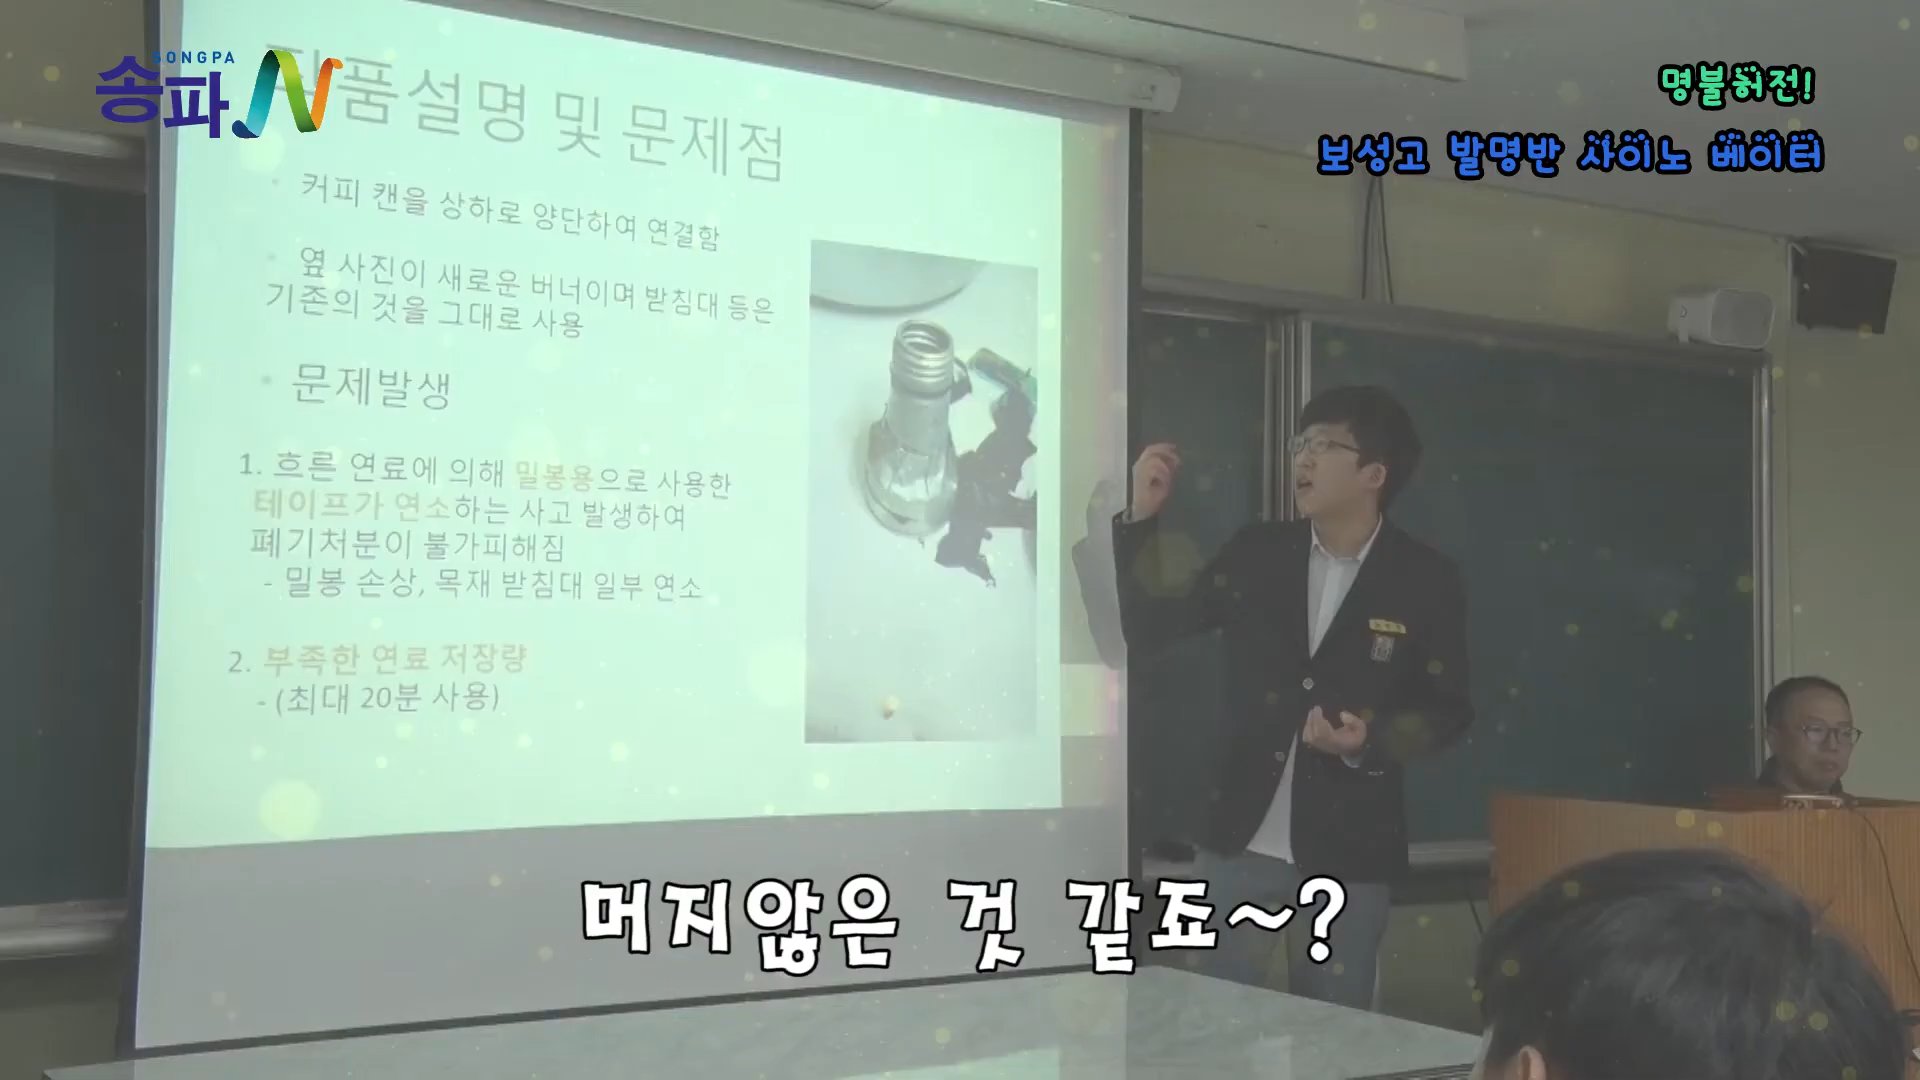 SONGPA
송파N
명불허전!
보성고 발명반 사이노 베이터
품설명 및 문제점
• 커피 캔을 상하로 양단하여 연결함
• 옆 사진이 새로운 버너이며 받침대 등은
기존의 것을 그대로 사용
• 문제발생
1. 흐른 연료에 의해 밀봉용으로 사용한
테이프가 연소하는 사고 발생하여
폐기처분이 불가피해짐
- 밀봉 손상, 목재 받침대 일부 연소
2. 부족한 연료 저장량
- (최대 20분 사용)
머지않은 것 같죠~?